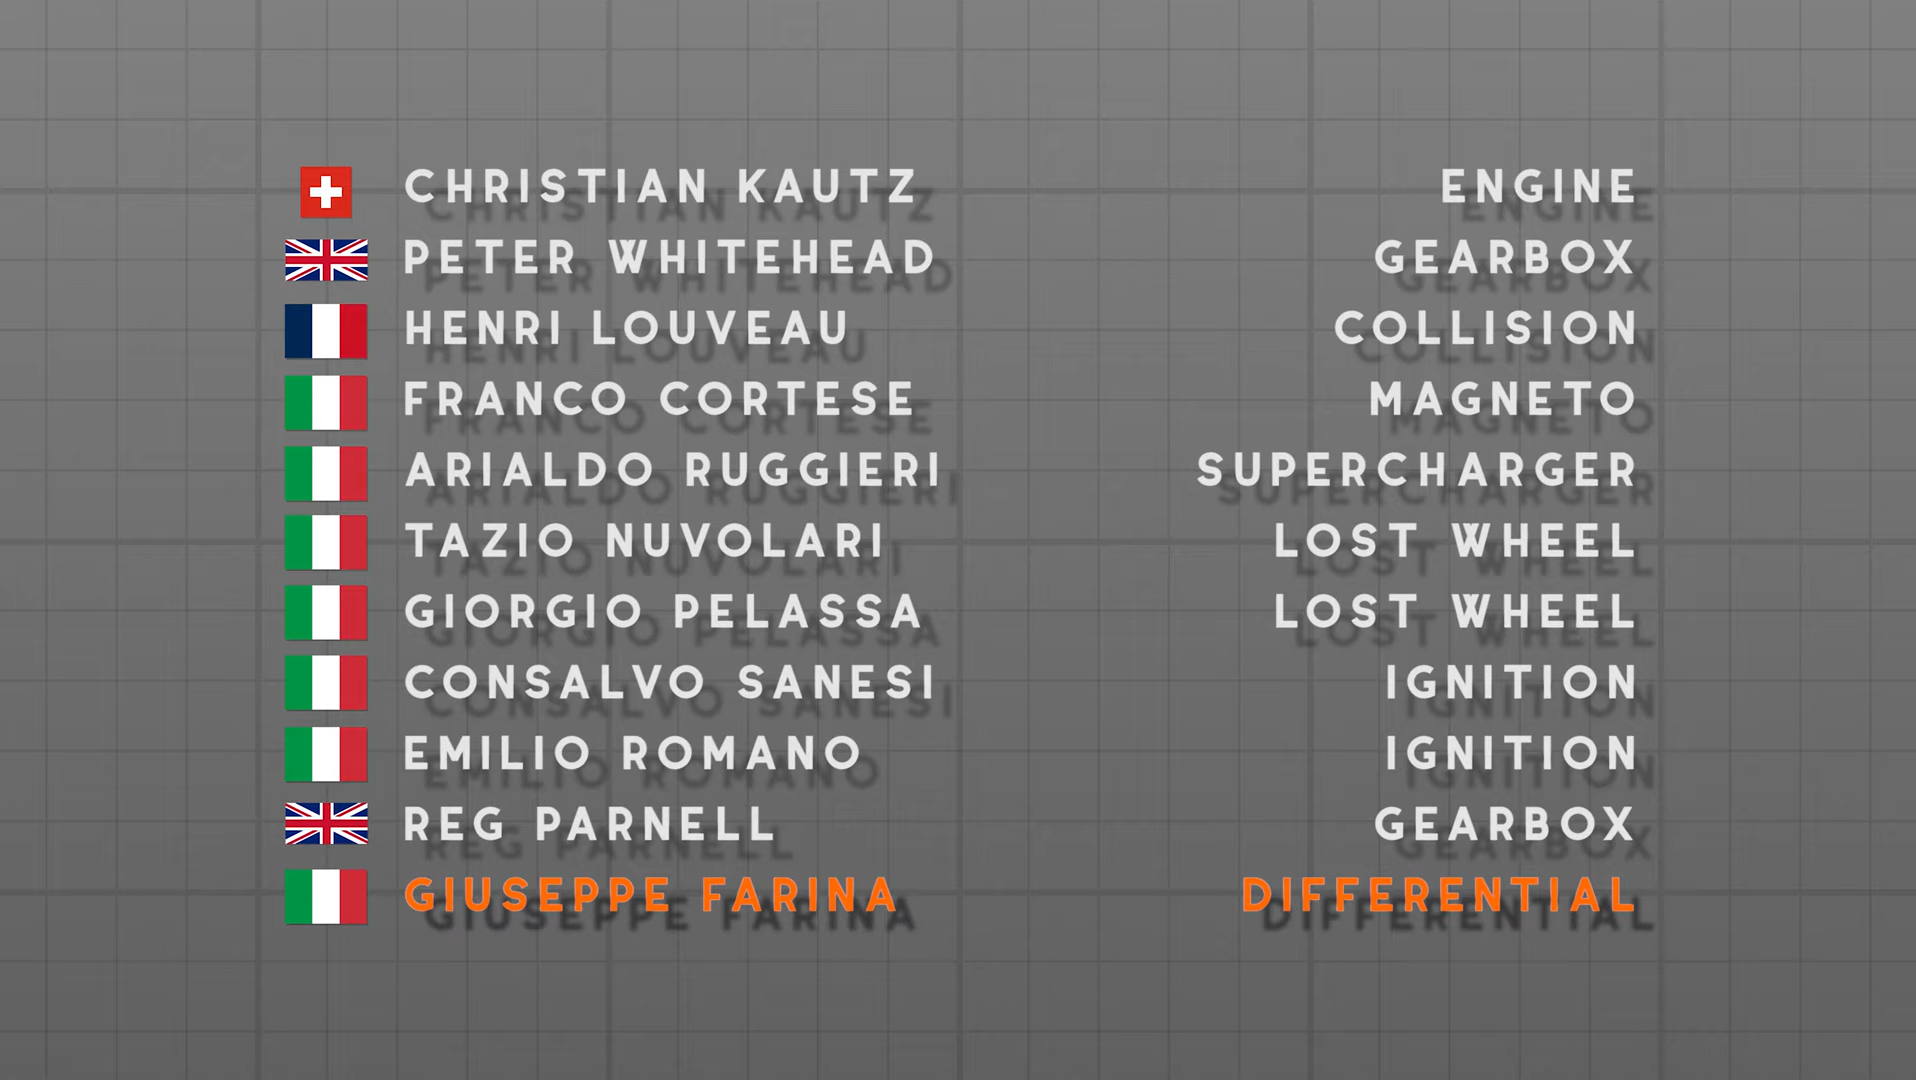 CHRISTIAN KAUTZ ENGINE
PETER WHITEHEAD GEARBOX
HENRI LOUVEAU COLLISION
FRANCO CORTESE MAGNETO
ARIALDO RUGGIERI SUPERCHARGER
TAZIO NUVOLARI LOST WHEEL
GIORGIO PELASSA LOST WHEEL
CONSALVO SANESI IGNITION
EMILIO ROMANO IGNITION
REG PARNELL GEARBOX
GIUSEPPE FARINA DIFFERENTIAL